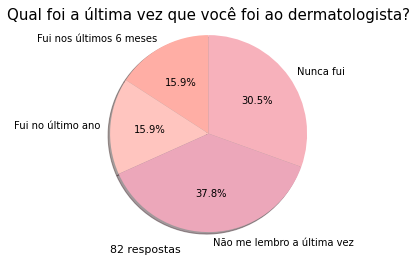 Qual foi a última vez que você foi ao dermatologista?
Fui nos últimos 6 meses
15.9%
Nunca fui
30.5%
Fui no último ano
15.9%
37.8%
Não me lembro a última vez
82 respostas